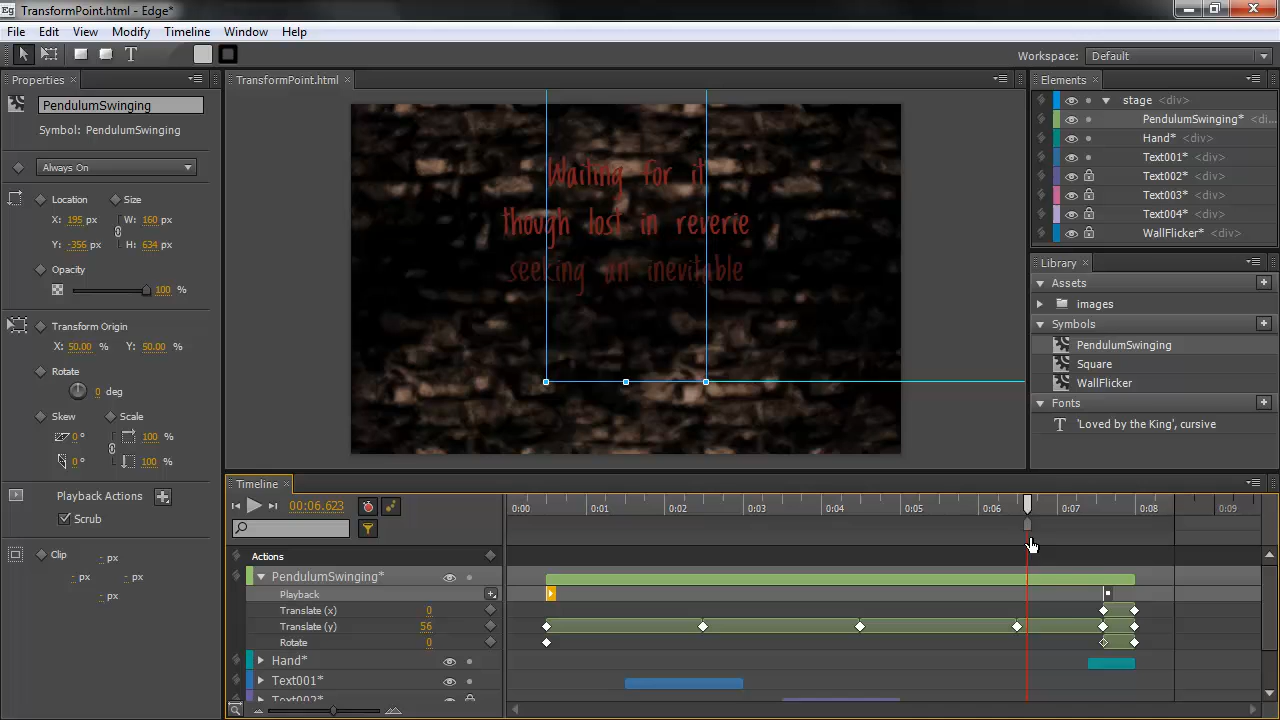 Eg TransformPoint.html - Edge*
File Edit View Modify Timeline Window Help
T Workspace: Default
Properties
PendulumSwinging
Symbol: PendulumSwinging
Always On
Location Size
X: 195 px W: 160 px
Y: -356 px H: 634 px
Opacity
100 %
Transform Origin
X: 50.00 % Y: 50.00 %
Rotate
0 deg
Skew Scale
0 º 100 %
0 º 100 %
Playback Actions
Scrub
Clip - px
- px - px
- px
TransformPoint.html
Waiting for it
though lost in reverie
seeking an inevitable
Elements
stage <div>
PendulumSwinging* <di...
Hand* <div>
Text001* <div>
Text002* <div>
Text003* <div>
Text004* <div>
WallFlicker* <div>
Library
Assets
images
Symbols
PendulumSwinging
Square
WallFlicker
Fonts
T 'Loved by the King', cursive
Timeline
00:06.623 0:00 0:01 0:02 0:03 0:04 0:05 0:06 0:07 0:08 0:09
Actions
PendulumSwinging*
Playback
Translate (x) 0
Translate (y) 56
Rotate 0
Hand*
Text001*
Text002*